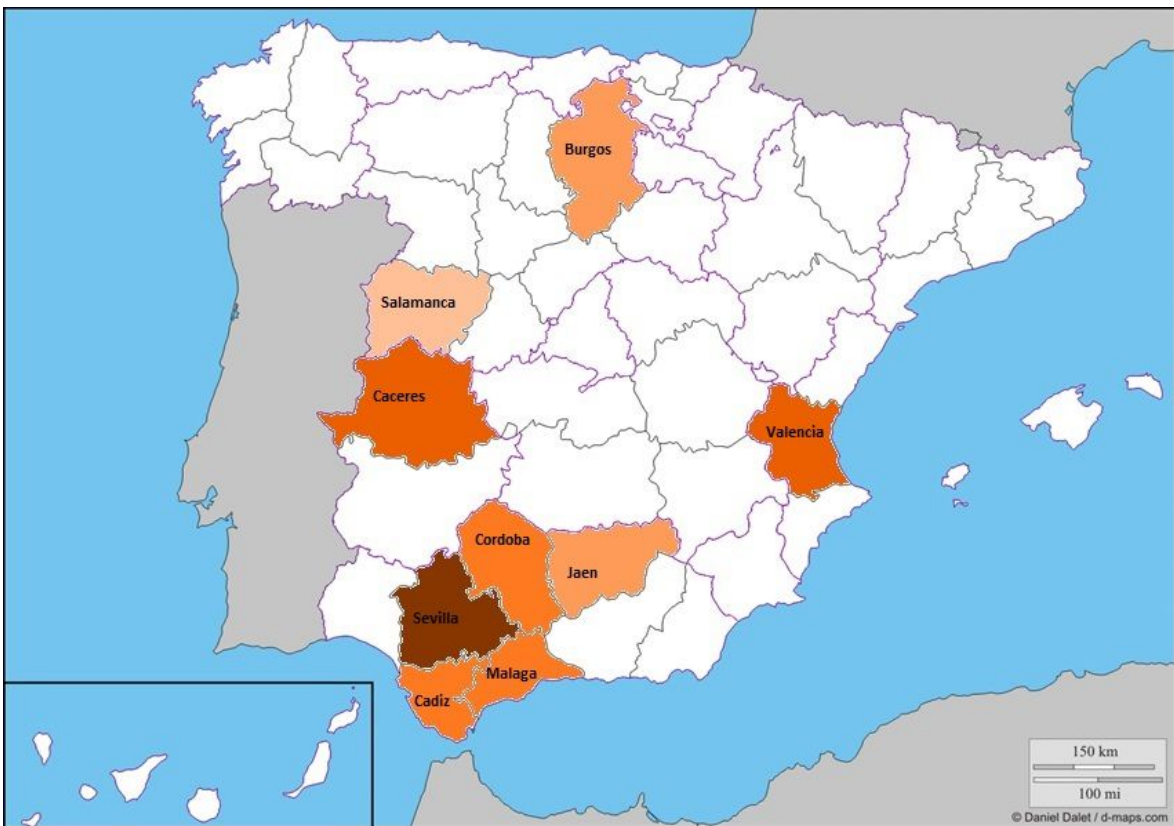 Burgos
Salamanca
Caceres
Valencia
Cordoba
Jaen
Sevilla
Malaga
Cadiz
150 km
100 mi
© Daniel Dalet / d-maps.com